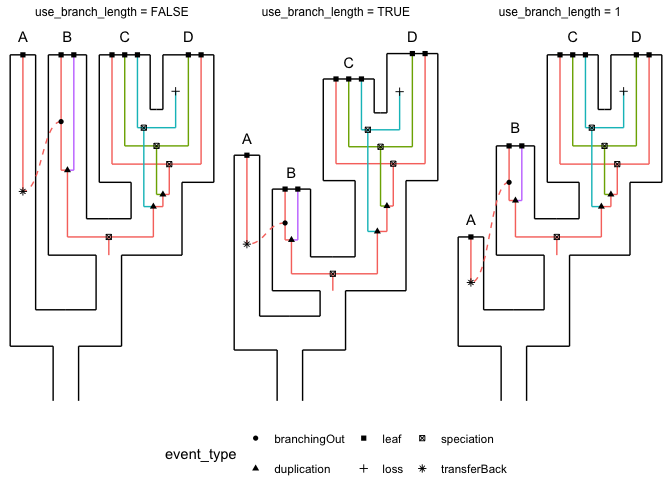 use_branch_length = FALSE
use_branch_length = TRUE
use_branch_length = 1
A B C D
A B C D
A B C D
event_type
branchingOut leaf speciation
duplication loss transferBack